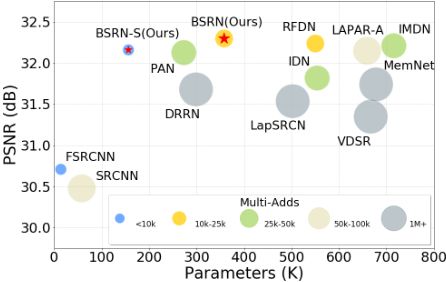 32.5
32.0
31.5
31.0
30.5
30.0
PSNR (dB)
BSRN(Ours)
BSRN-S(Ours)
RFDN
LAPAR-A
IMDN
PAN
IDN
MemNet
DRRN
LapSRCN
VDSR
FSRCNN
SRCNN
Multi-Adds
<10k 10k-25k 25k-50k 50k-100k 1M+
0 100 200 300 400 500 600 700 800
Parameters (K)